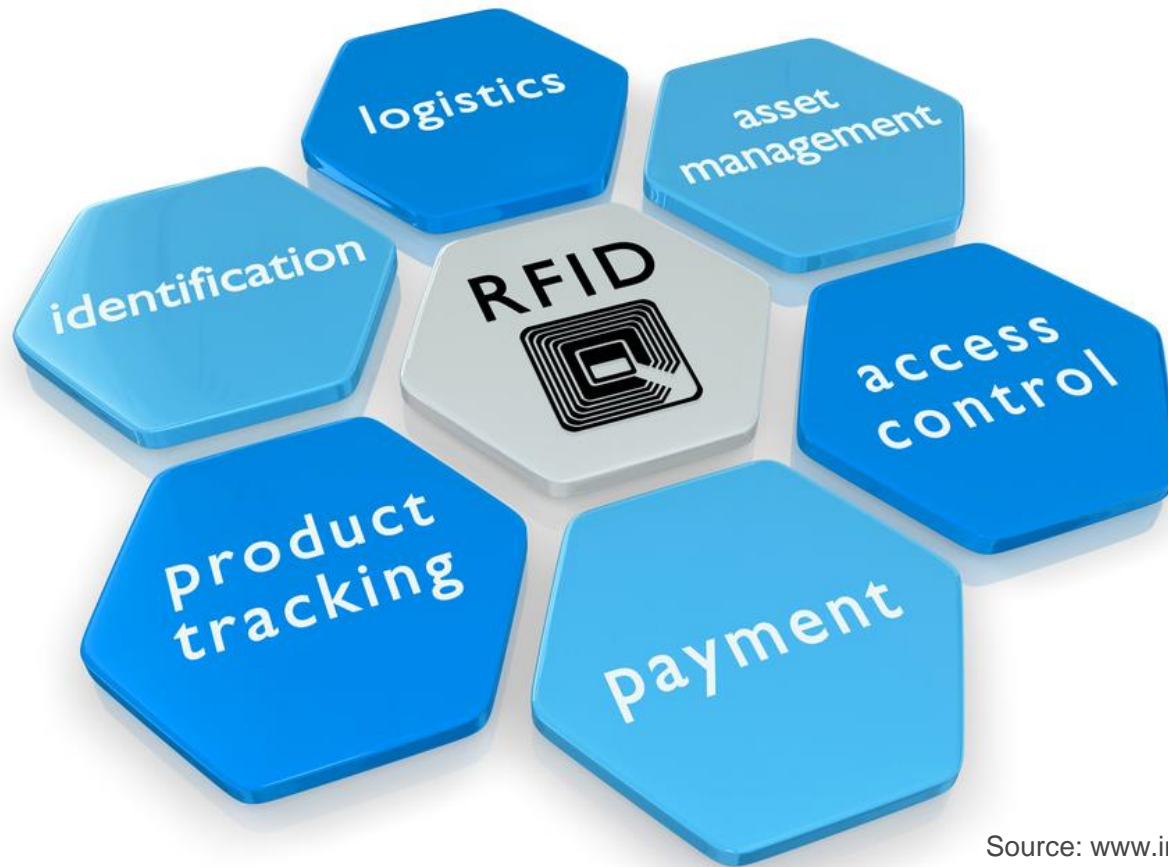 logistics
asset
management
identification
RFID
access
control
product
tracking
payment
Source: www.i